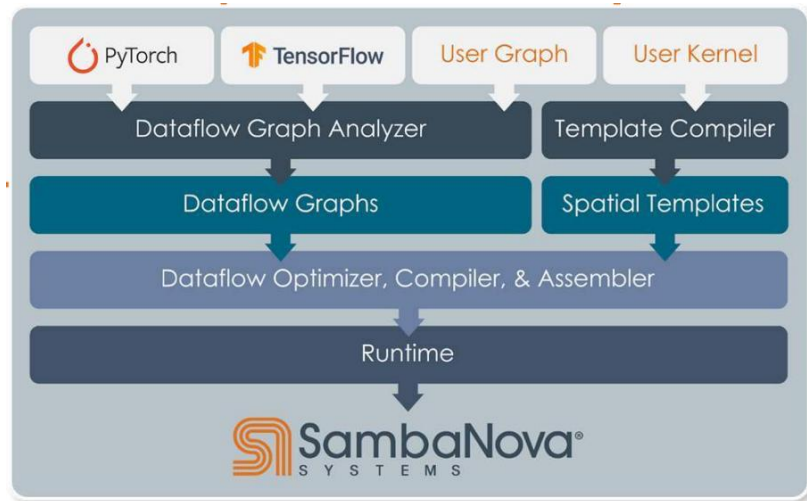 PyTorch
TensorFlow
User Graph
User Kernel
Dataflow Graph Analyzer
Template Compiler
Dataflow Graphs
Spatial Templates
Dataflow Optimizer, Compiler, & Assembler
Runtime
SambaNova®
SYSTEMS